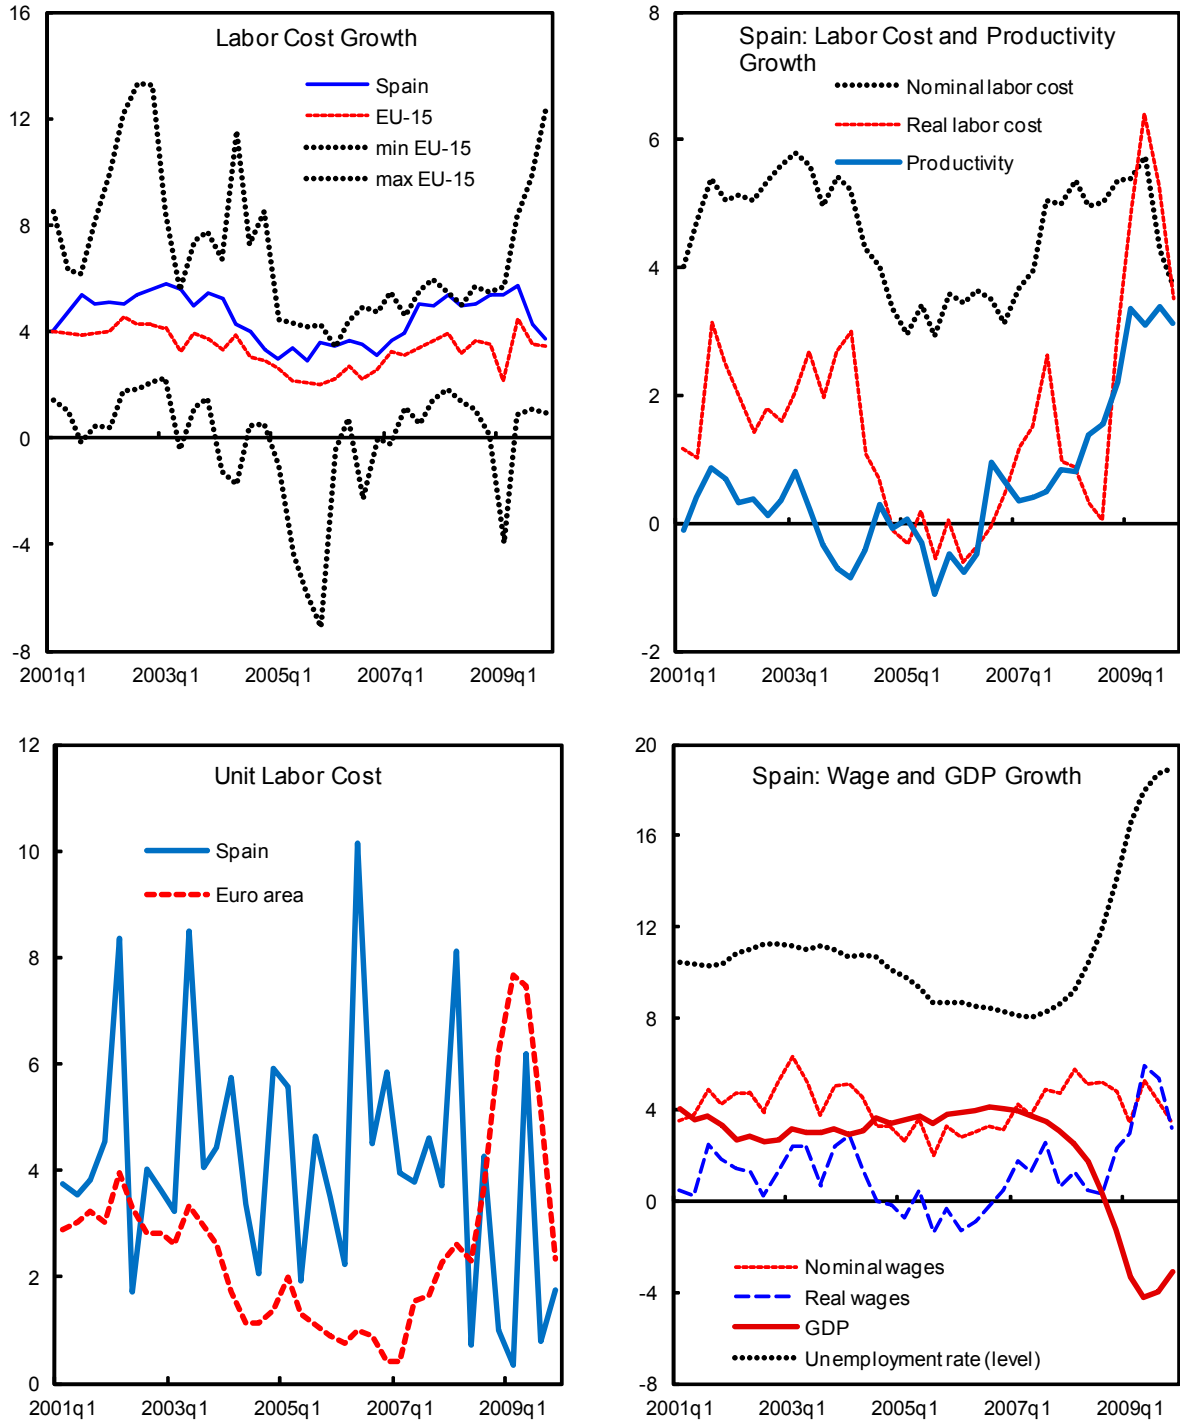 Labor Cost Growth
16
12
8
4
0
-4
-8
Spain
EU-15
min EU-15
max EU-15
2001q1 2003q1 2005q1 2007q1 2009q1
Spain: Labor Cost and Productivity
Growth
8
6
4
2
0
-2
Nominal labor cost
Real labor cost
Productivity
2001q1 2003q1 2005q1 2007q1 2009q1
Unit Labor Cost
12
10
8
6
4
2
0
Spain
Euro area
2001q1 2003q1 2005q1 2007q1 2009q1
Spain: Wage and GDP Growth
20
16
12
8
4
0
-4
-8
Nominal wages
Real wages
GDP
Unemployment rate (level)
2001q1 2003q1 2005q1 2007q1 2009q1